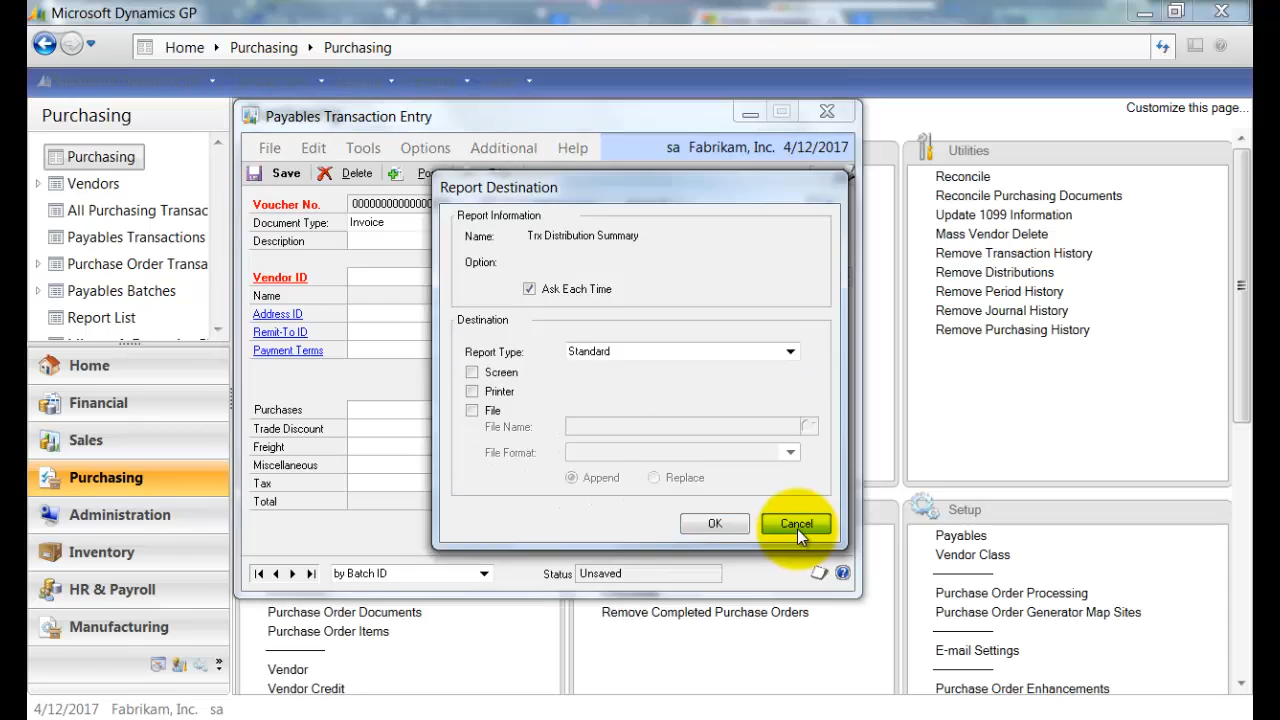 Microsoft Dynamics GP
Home Purchasing Purchasing
Purchasing
Customize this page...
Purchasing
Vendors
All Purchasing Transac
Payables Transactions
Purchase Order Transa
Payables Batches
Report List
Home
Financial
Sales
Purchasing
Administration
Inventory
HR & Payroll
Manufacturing
Payables Transaction Entry
File Edit Tools Options Additional Help sa Fabrikam, Inc. 4/12/2017
Save Delete
Voucher No. 00000000000000
Document Type: Invoice
Description
Vendor ID
Name
Address ID
Remit-To ID
Payment Terms
Purchases
Trade Discount
Freight
Miscellaneous
Tax
Total
by Batch ID Status Unsaved
Report Destination
Report Information
Name: Trx Distribution Summary
Option:
Ask Each Time
Destination
Report Type: Standard
Screen
Printer
File
File Name:
File Format:
Append Replace
OK Cancel
Utilities
Reconcile
Reconcile Purchasing Documents
Update 1099 Information
Mass Vendor Delete
Remove Transaction History
Remove Distributions
Remove Period History
Remove Journal History
Remove Purchasing History
Setup
Payables
Vendor Class
Purchase Order Processing
Purchase Order Generator Map Sites
E-mail Settings
Purchase Order Enhancements
Purchase Order Documents
Purchase Order Items
Vendor
Vendor Credit
Remove Completed Purchase Orders
4/12/2017 Fabrikam, Inc. sa